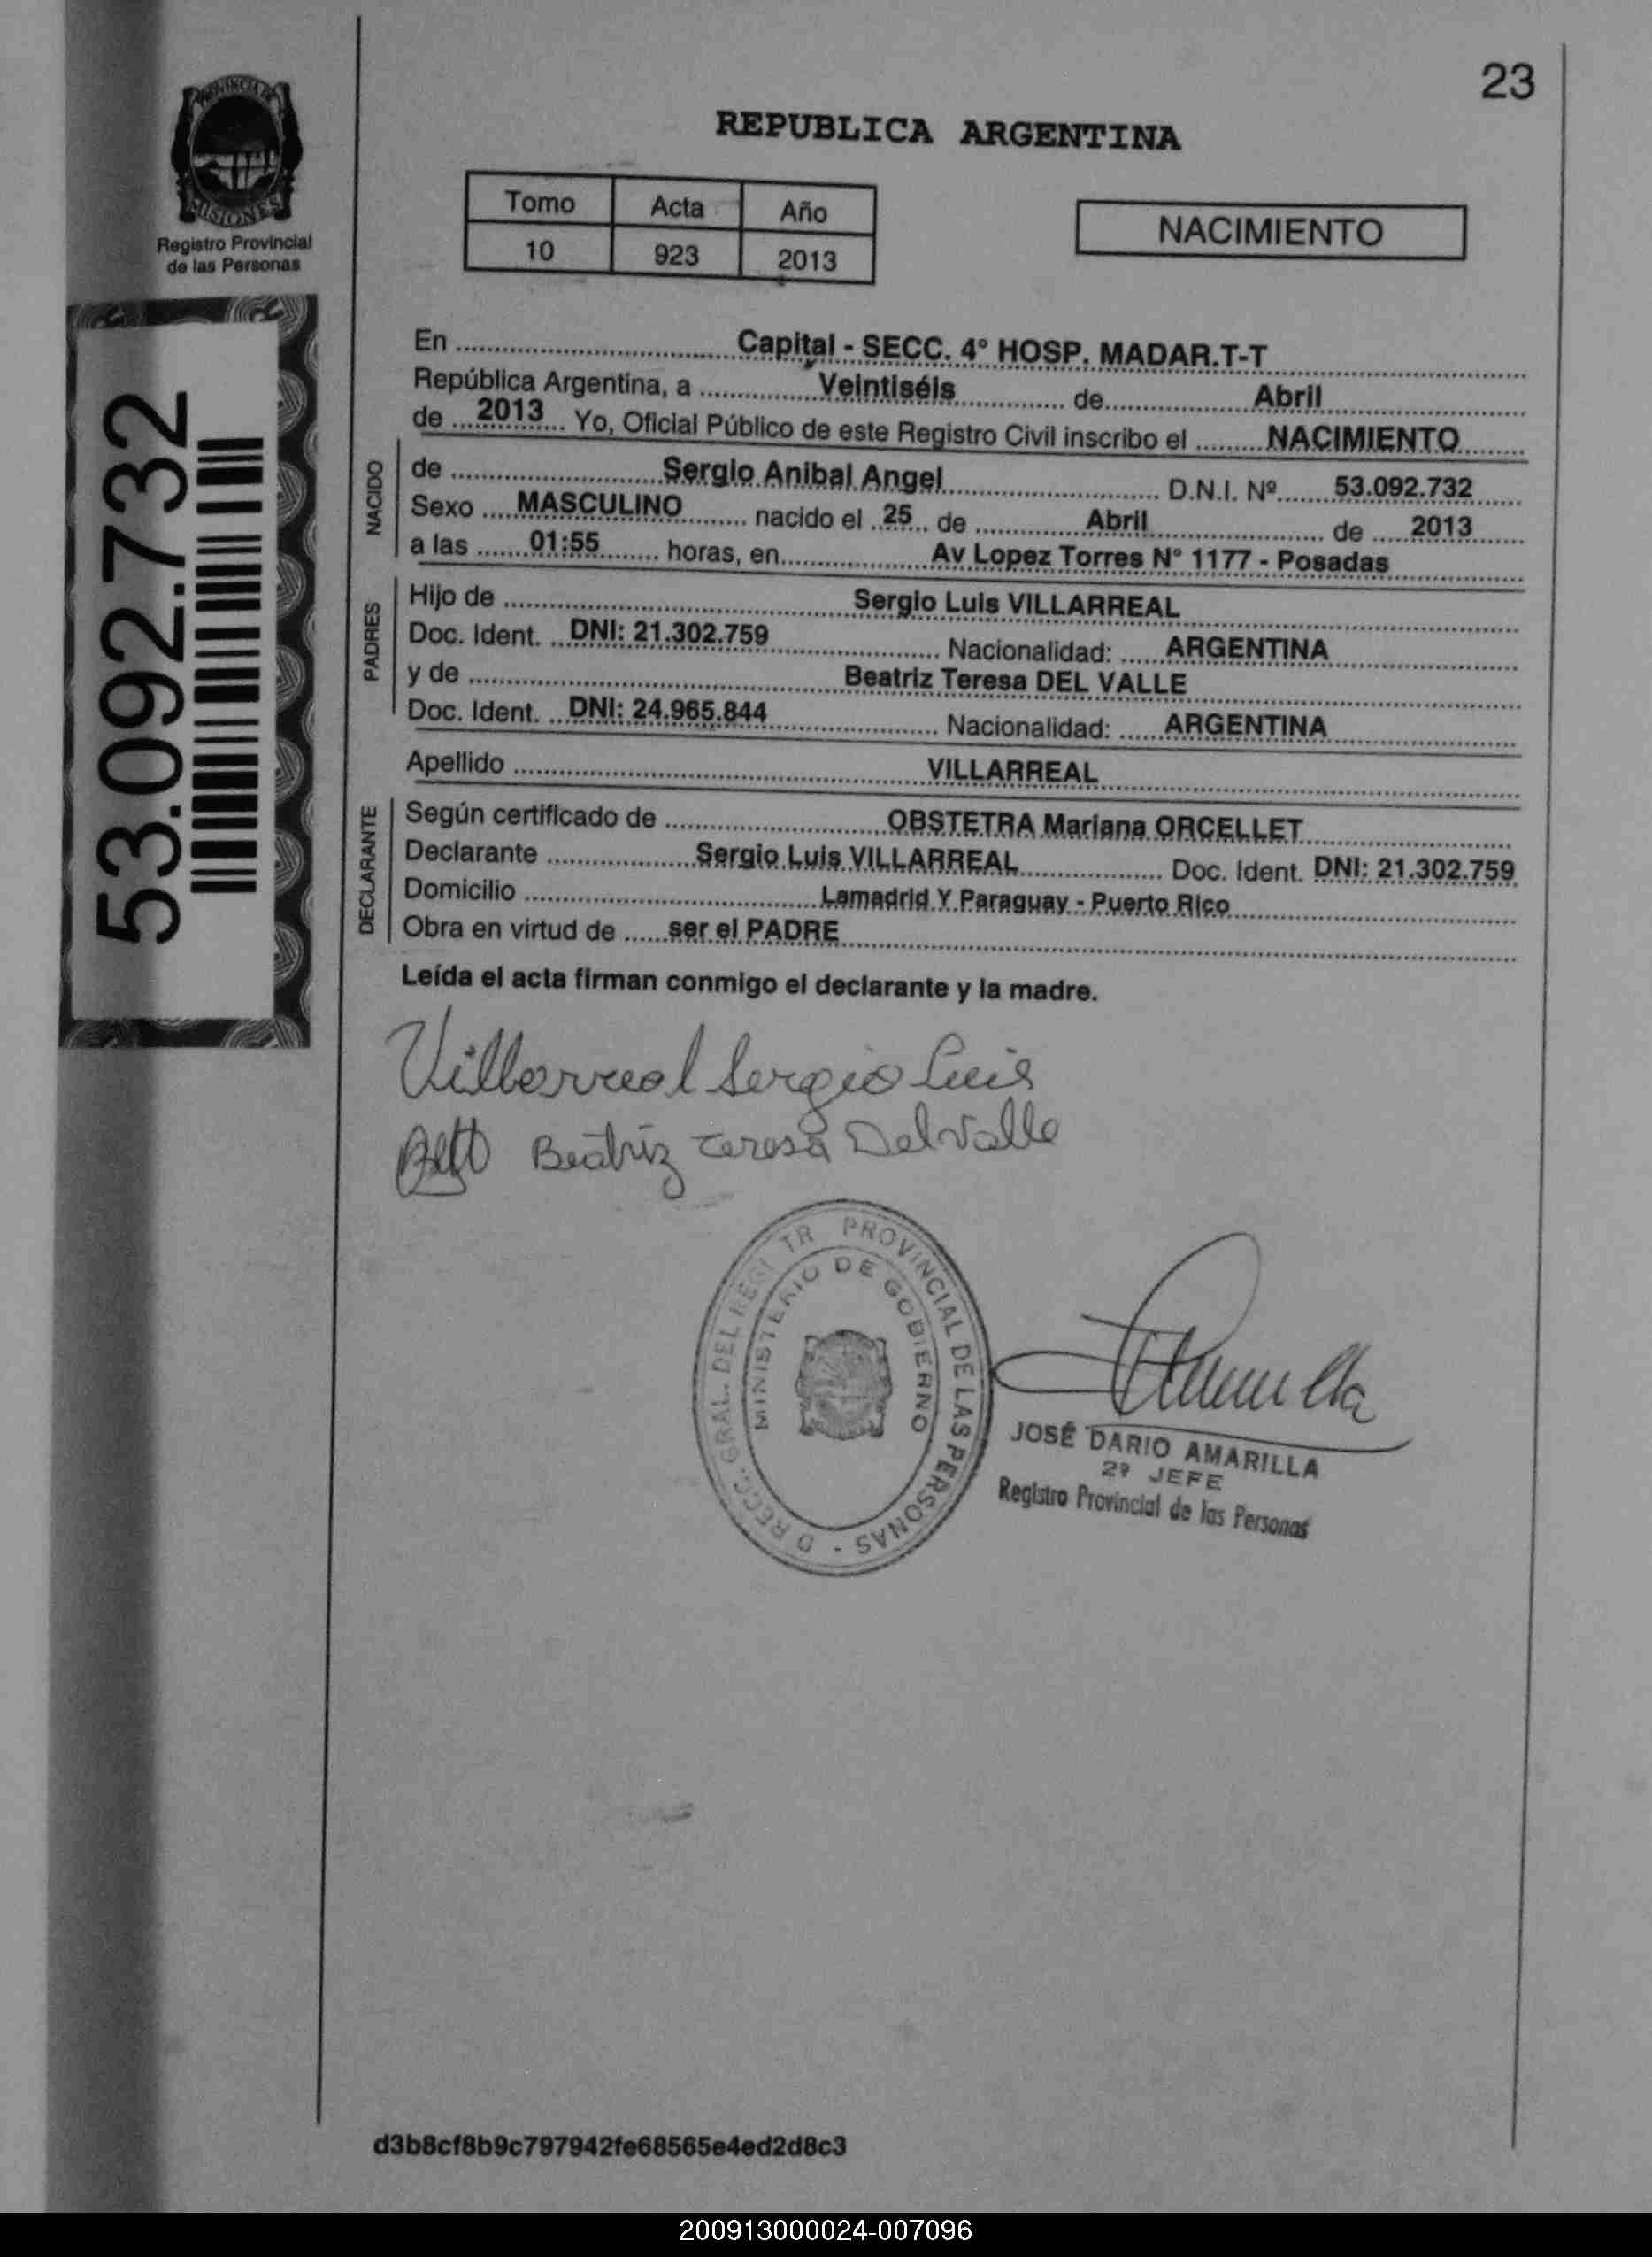 23
PROVINCIA DE
MISIONES
Registro Provincial
de las Personas
53.092.732
REPUBLICA ARGENTINA
Tomo Acta Año
10 923 2013
NACIMIENTO
En Capital - SECC. 4° HOSP. MADAR.T-T
República Argentina, a Veintiséis de Abril
de 2013 Yo, Oficial Público de este Registro Civil inscribo el NACIMIENTO
NACIDO
de Sergio Anibal Angel D.N.I. Nº 53.092.732
Sexo MASCULINO nacido el 25 de Abril de 2013
a las 01:55 horas, en Av Lopez Torres N° 1177 - Posadas
PADRES
Hijo de Sergio Luis VILLARREAL
Doc. Ident. DNI: 21.302.759 Nacionalidad: ARGENTINA
y de Beatriz Teresa DEL VALLE
Doc. Ident. DNI: 24.965.844 Nacionalidad: ARGENTINA
Apellido VILLARREAL
DECLARANTE
Según certificado de OBSTETRA Mariana ORCELLET
Declarante Sergio Luis VILLARREAL Doc. Ident. DNI: 21.302.759
Domicilio Lamadrid Y Paraguay - Puerto Rico
Obra en virtud de ser el PADRE
Leída el acta firman conmigo el declarante y la madre.
Villarreal Sergio Luis
Beatriz Teresa Del Valle
GRAL. DEL PROVINCIAL DE LAS PERSONAS -
MINISTERIO DE GOBIERNO
JOSÉ DARIO AMARILLA
2º JEFE
Registro Provincial de las Personas
d3b8cf8b9c797942fe68565e4ed2d8c3
200913000024-007096